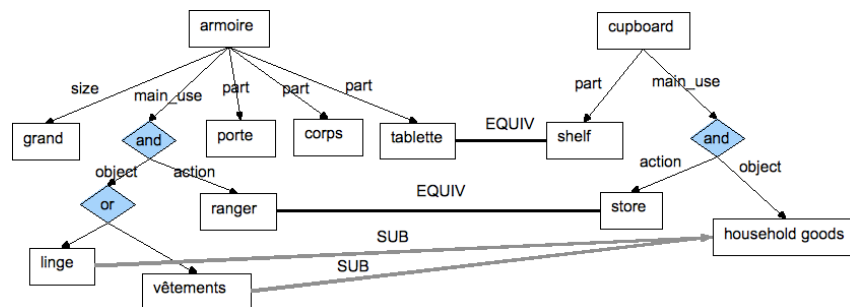 armoire
cupboard
size
main_use
part
part
part
part
main_use
grand
and
porte
corps
tablette
EQUIV
shelf
and
object
action
action
object
or
ranger
EQUIV
store
linge
SUB
household goods
vêtements
SUB